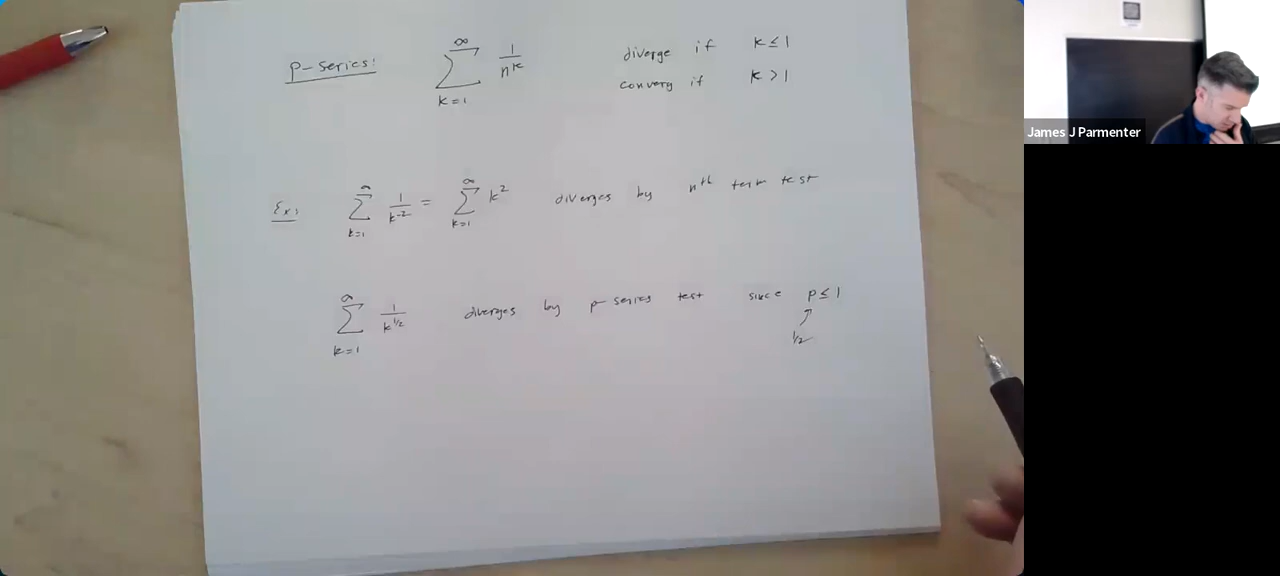 p-series: ∞ Σ k=1 1/n^k diverge if k ≤ 1
converg if k > 1
Ex: ∞ Σ k=1 1/k^-2 = ∞ Σ k=1 k^2 diverges by nth term test
∞ Σ k=1 1/k^1/2 diverges by p-series test since p ≤ 1
1/2
James J Parmenter